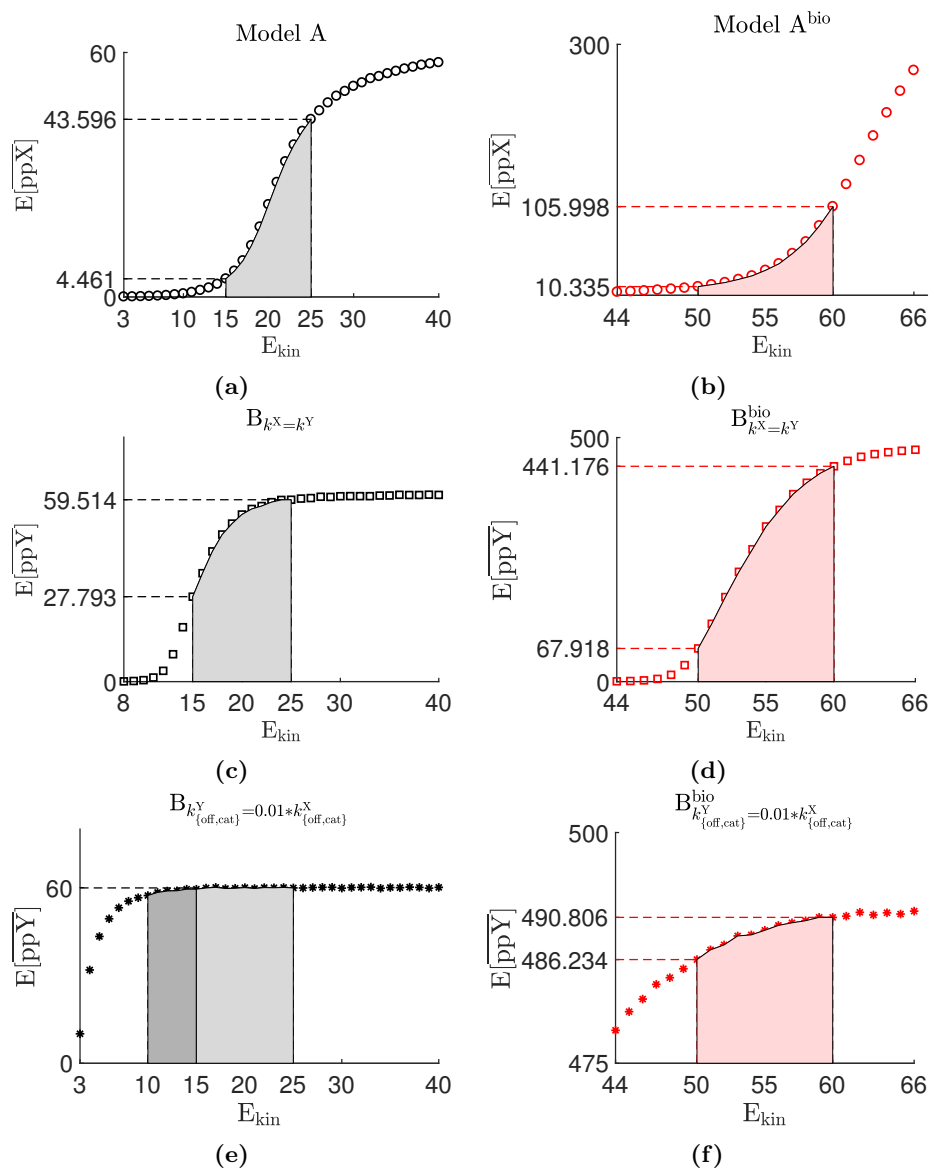 Model A
60
43.596
4.461
0
E[ppX]
3 10 15 20 25 30 40
E_kin
(a)
Model A^bio
300
105.998
10.335
E[ppX]
44 50 55 60 66
E_kin
(b)
B_{k^X=k^Y}
59.514
27.793
0
E[ppY]
8 15 20 25 30 40
E_kin
(c)
B^bio_{k^X=k^Y}
500
441.176
67.918
0
E[ppY]
44 50 55 60 66
E_kin
(d)
B_{k^Y_{off,cat}=0.01*k^X_{off,cat}}
60
0
E[ppY]
3 10 15 20 25 30 40
E_kin
(e)
B^bio_{k^Y_{off,cat}=0.01*k^X_{off,cat}}
500
490.806
486.234
475
E[ppY]
44 50 55 60 66
E_kin
(f)